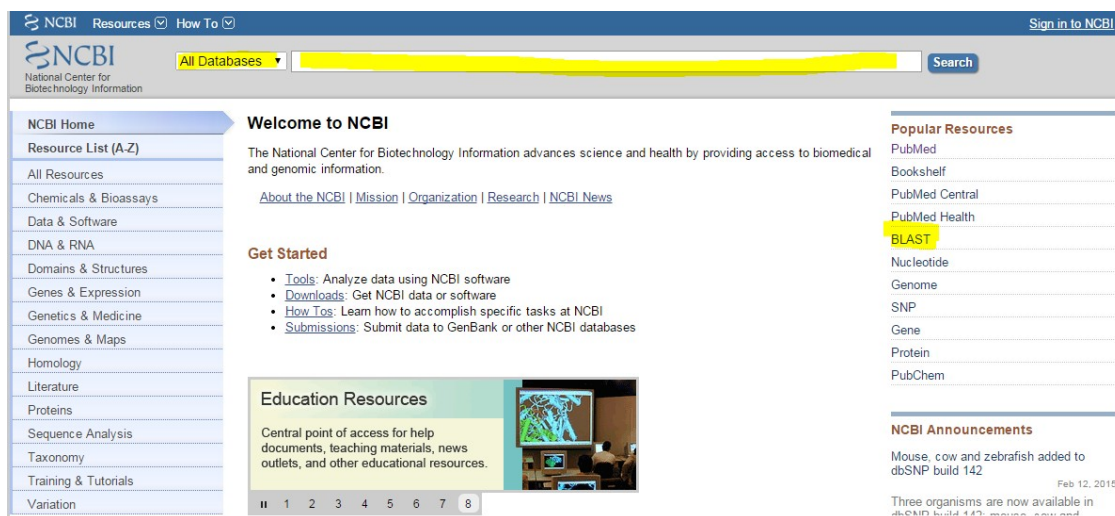 NCBI Resources How To Sign in to NCBI
NCBI
National Center for
Biotechnology Information
All Databases
Search
NCBI Home
Resource List (A-Z)
All Resources
Chemicals & Bioassays
Data & Software
DNA & RNA
Domains & Structures
Genes & Expression
Genetics & Medicine
Genomes & Maps
Homology
Literature
Proteins
Sequence Analysis
Taxonomy
Training & Tutorials
Variation
Welcome to NCBI
The National Center for Biotechnology Information advances science and health by providing access to biomedical
and genomic information.
About the NCBI | Mission | Organization | Research | NCBI News
Get Started
• Tools: Analyze data using NCBI software
• Downloads: Get NCBI data or software
• How Tos: Learn how to accomplish specific tasks at NCBI
• Submissions: Submit data to GenBank or other NCBI databases
Education Resources
Central point of access for help
documents, teaching materials, news
outlets, and other educational resources.
1 2 3 4 5 6 7 8
Popular Resources
PubMed
Bookshelf
PubMed Central
PubMed Health
BLAST
Nucleotide
Genome
SNP
Gene
Protein
PubChem
NCBI Announcements
Mouse, cow and zebrafish added to
dbSNP build 142
Feb 12, 2015
Three organisms are now available in
dbSNP build 142: mouse, cow and